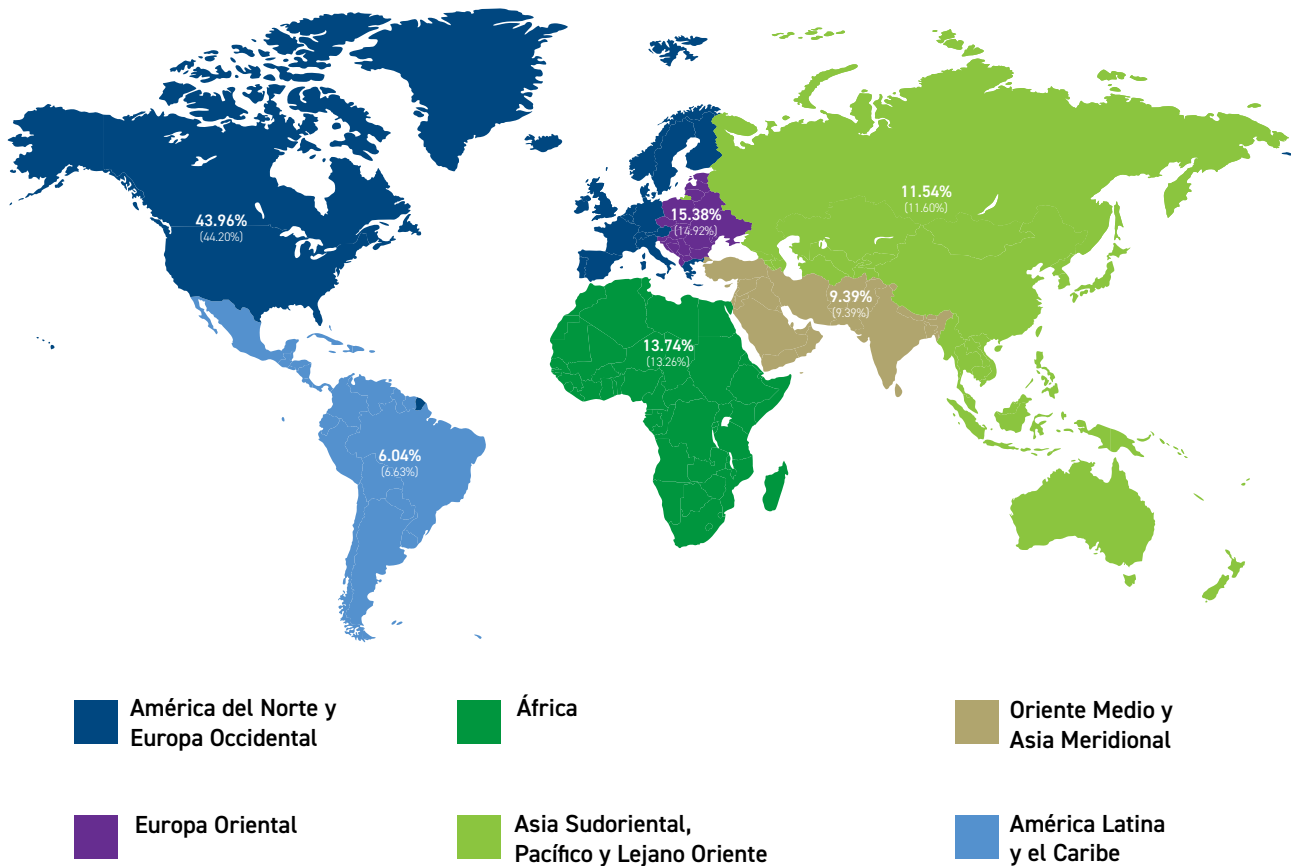 43.96%
(44.20%)
15.38%
(14.92%)
11.54%
(11.60%)
9.39%
(9.39%)
13.74%
(13.26%)
6.04%
(6.63%)
América del Norte y
Europa Occidental
África
Oriente Medio y
Asia Meridional
Europa Oriental
Asia Sudoriental,
Pacífico y Lejano Oriente
América Latina
y el Caribe